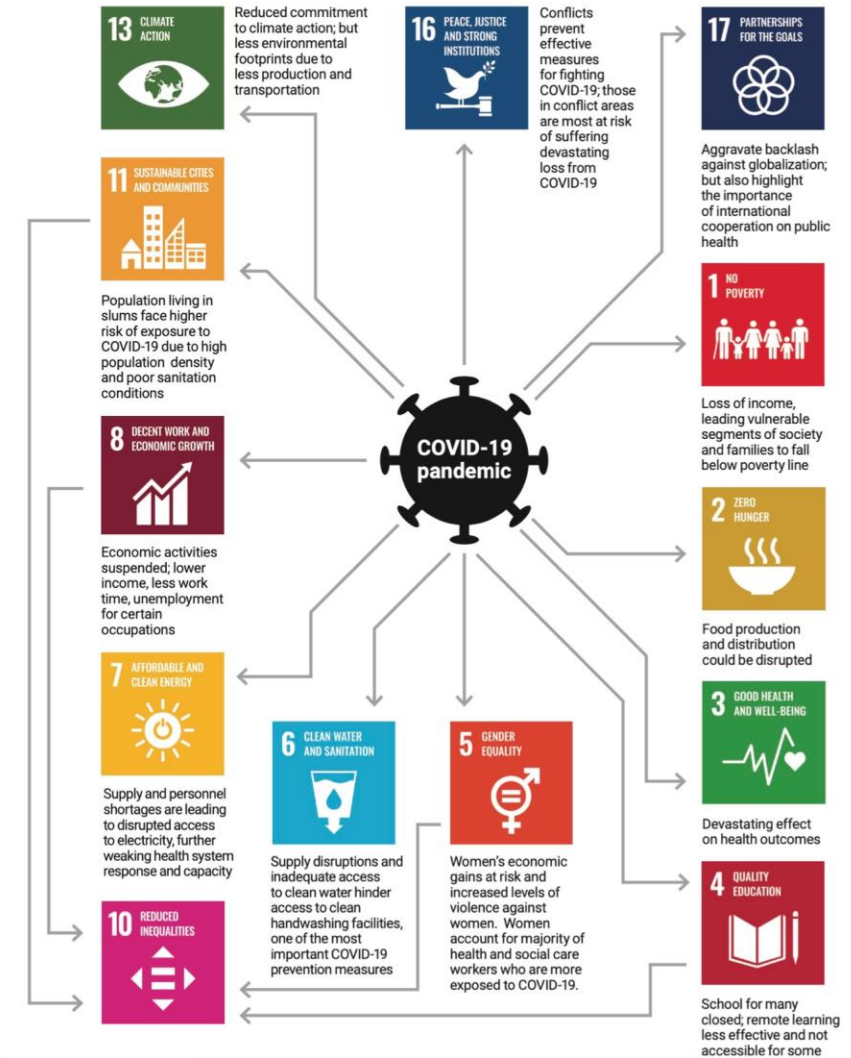 13 CLIMATE
ACTION
Reduced commitment
to climate action; but
less environmental
footprints due to
less production and
transportation
16 PEACE, JUSTICE
AND STRONG
INSTITUTIONS
Conflicts
prevent
effective
measures
for fighting
COVID-19; those
in conflict areas
are most at risk
of suffering
devastating
loss from
COVID-19
17 PARTNERSHIPS
FOR THE GOALS
Aggravate backlash
against globalization;
but also highlight
the importance
of international
cooperation on public
health
11 SUSTAINABLE CITIES
AND COMMUNITIES
Population living in
slums face higher
risk of exposure to
COVID-19 due to high
population density
and poor sanitation
conditions
1 NO
POVERTY
Loss of income,
leading vulnerable
segments of society
and families to fall
below poverty line
COVID-19
pandemic
8 DECENT WORK AND
ECONOMIC GROWTH
Economic activities
suspended; lower
income, less work
time, unemployment
for certain
occupations
2 ZERO
HUNGER
Food production
and distribution
could be disrupted
7 AFFORDABLE AND
CLEAN ENERGY
Supply and personnel
shortages are leading
to disrupted access
to electricity, further
weaking health system
response and capacity
6 CLEAN WATER
AND SANITATION
Supply disruptions and
inadequate access
to clean water hinder
access to clean
handwashing facilities,
one of the most
important COVID-19
prevention measures
5 GENDER
EQUALITY
Women's economic
gains at risk and
increased levels of
violence against
women. Women
account for majority of
health and social care
workers who are more
exposed to COVID-19.
3 GOOD HEALTH
AND WELL-BEING
Devastating effect
on health outcomes
4 QUALITY
EDUCATION
School for many
closed; remote learning
less effective and not
accessible for some
10 REDUCED
INEQUALITIES